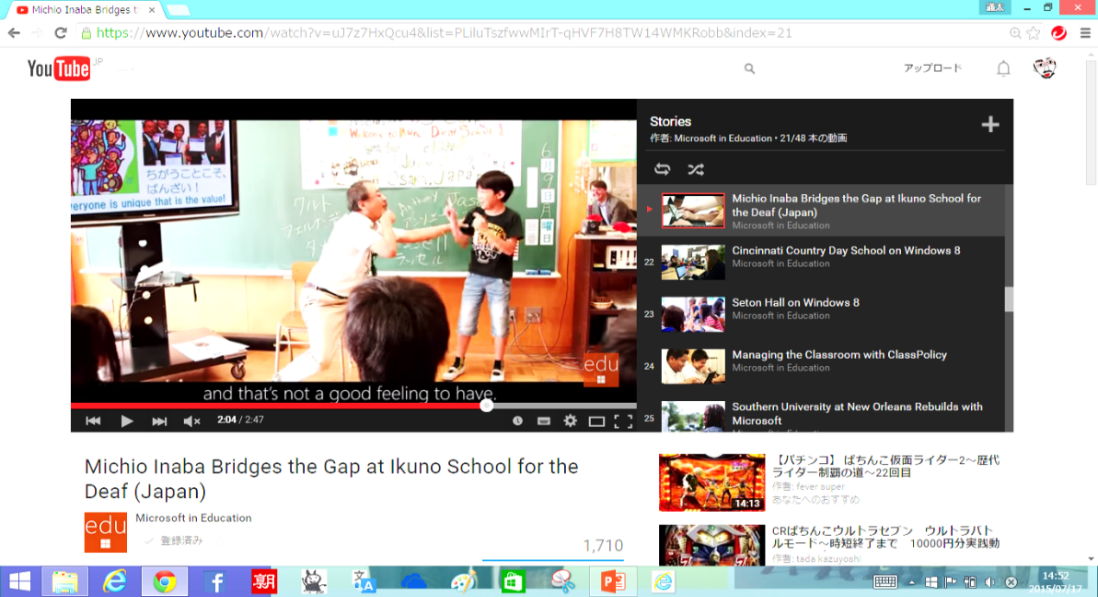 Michio Inaba Bridges t
直人
https://www.youtube.com/watch?v=uJ7z7HxQcu4&list=PLiluTszfwwMIrT-qHVF7H8TW14WMKRobb&index=21
YouTube JP
アップロード
ちがうことこそ、
ばんざい!
veryone is unique that is the value!
6
月
9
日
月
曜
日
edu
and that's not a good feeling to have.
2:04 / 2:47
Stories
作者: Microsoft in Education • 21/48 本の動画
Michio Inaba Bridges the Gap at Ikuno School for
the Deaf (Japan)
Microsoft in Education
22
Cincinnati Country Day School on Windows 8
Microsoft in Education
23
Seton Hall on Windows 8
Microsoft in Education
24
Managing the Classroom with ClassPolicy
Microsoft in Education
25
Southern University at New Orleans Rebuilds with
Microsoft
Michio Inaba Bridges the Gap at Ikuno School for the
Deaf (Japan)
edu
Microsoft in Education
登録済み
1,710
14:13
【パチンコ】 ぱちんこ仮面ライダー2～歴代
ライダー制覇の道～22回目
作者: fever super
あなたへのおすすめ
CRぱちんこウルトラセブン ウルトラバト
ルモード～時短終了まで 10000円分実践動
作者: tada kazuyoshi
14:52
2015/07/17